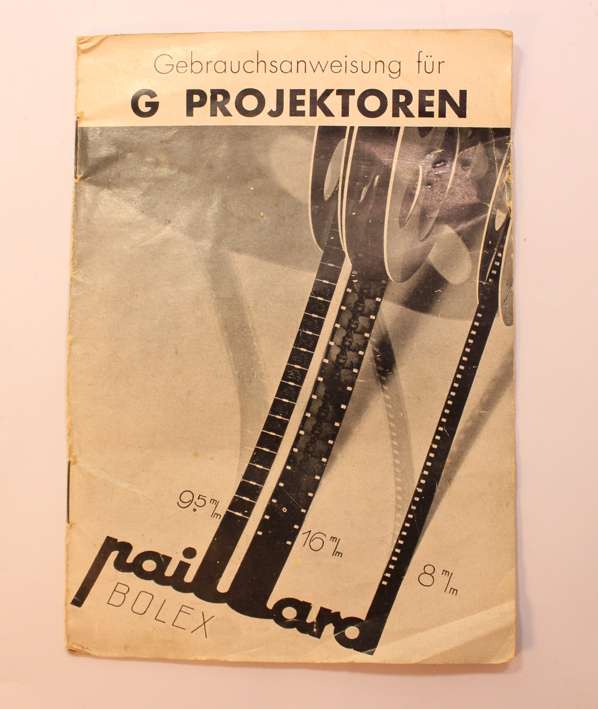 Gebrauchsanweisung für
G PROJEKTOREN
9.5 m/m
16 m/m
8 m/m
paillard
BOLEX